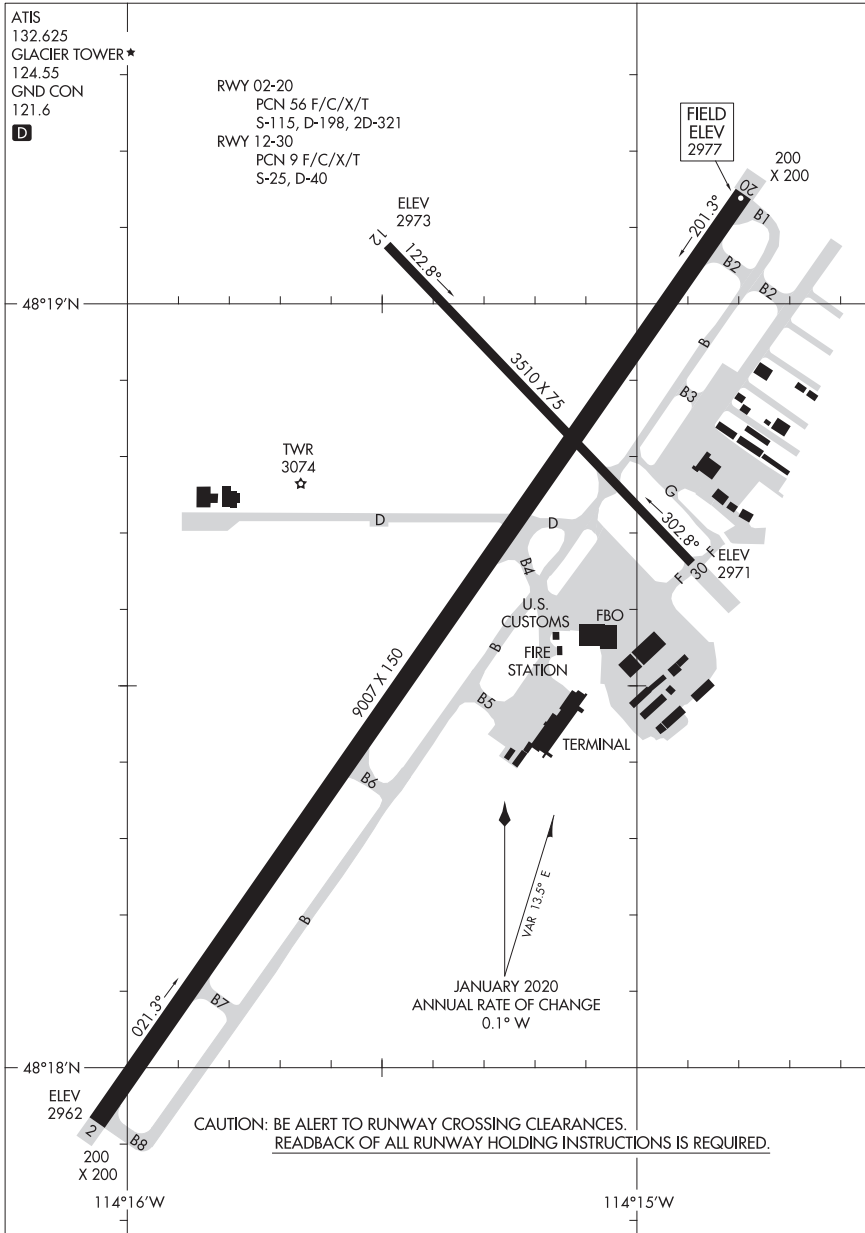 ATIS
132.625
GLACIER TOWER
124.55
GND CON
121.6
D
RWY 02-20
PCN 56 F/C/X/T
S-115, D-198, 2D-321
RWY 12-30
PCN 9 F/C/X/T
S-25, D-40
FIELD
ELEV
2977
200
X 200
20
201.3°
B1
ELEV
2973
12
122.8°
B2
B2
48°19'N
B
3510 X 75
B3
TWR
3074
G
D
D
302.8°
F
ELEV
2971
30
F
B4
U.S.
CUSTOMS
FBO
FIRE
STATION
B
9007 X 150
B5
TERMINAL
B6
VAR 13.5° E
B
JANUARY 2020
ANNUAL RATE OF CHANGE
0.1° W
021.3°
B7
48°18'N
ELEV
2962
2
B8
200
X 200
CAUTION: BE ALERT TO RUNWAY CROSSING CLEARANCES.
READBACK OF ALL RUNWAY HOLDING INSTRUCTIONS IS REQUIRED.
114°16'W
114°15'W